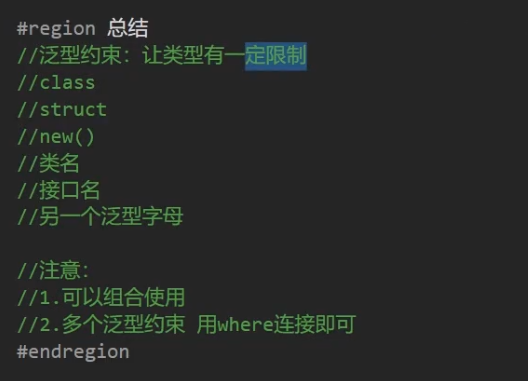 #region 总结
//泛型约束：让类型有一定限制
//class
//struct
//new()
//类名
//接口名
//另一个泛型字母
//注意：
//1.可以组合使用
//2.多个泛型约束 用where连接即可
#endregion